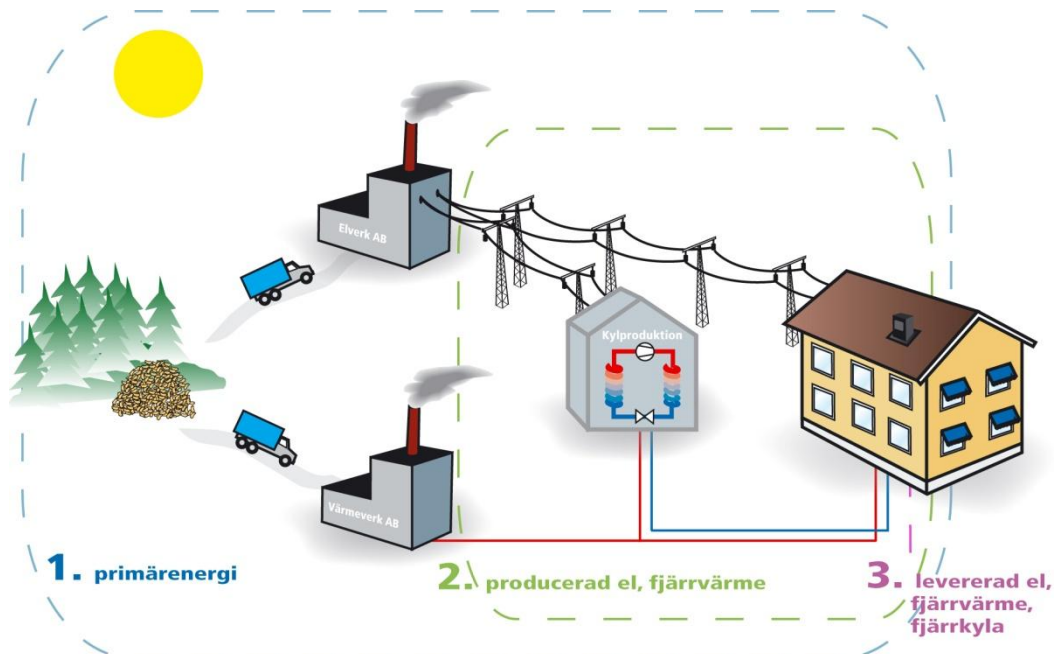 Elverk AB
Kylproduktion
Värmeverk AB
1. primärenergi
2. producerad el, fjärrvärme
3. levererad el,
fjärrvärme,
fjärrkyla